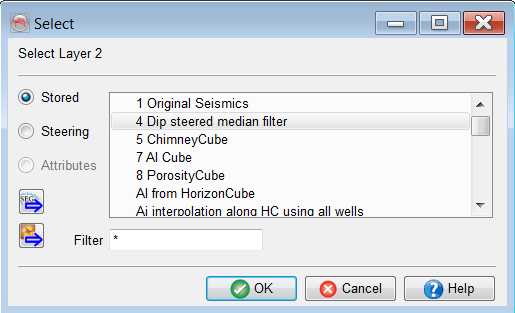 Select
Select Layer 2
Stored
Steering
Attributes
1 Original Seismics
4 Dip steered median filter
5 ChimneyCube
7 AI Cube
8 PorosityCube
AI from HorizonCube
Ai interpolation along HC using all wells
SEG
Filter *
OK Cancel Help